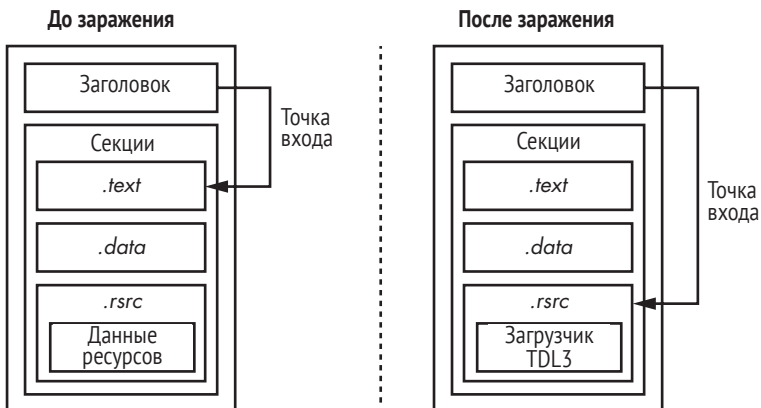 До заражения
Заголовок
Точка
входа
Секции
.text
.data
.rsrc
Данные
ресурсов
После заражения
Заголовок
Точка
входа
Секции
.text
.data
.rsrc
Загрузчик
TDL3